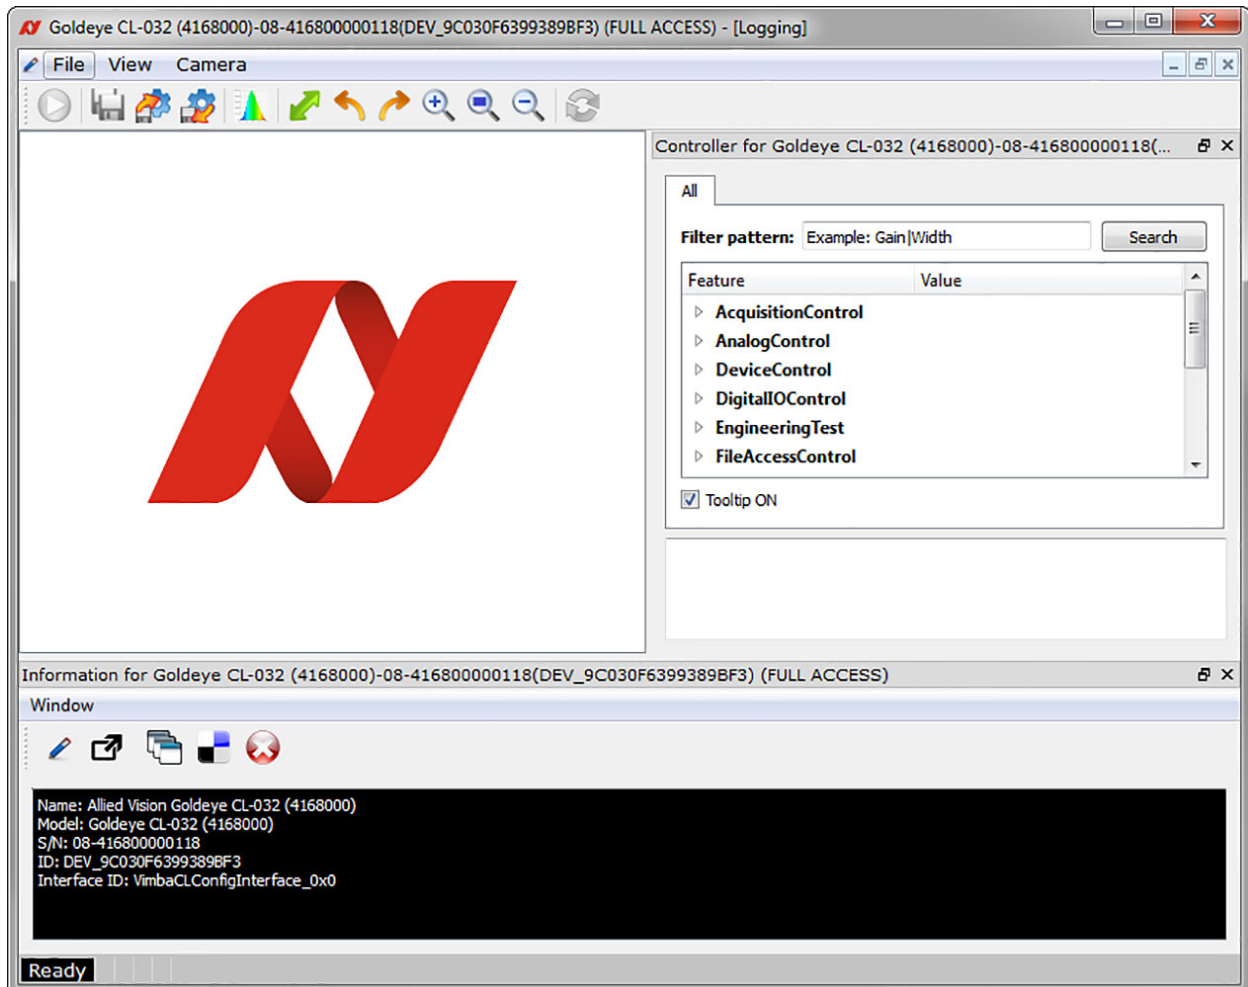 Goldeye CL-032 (4168000)-08-416800000118(DEV_9C030F6399389BF3) (FULL ACCESS) - [Logging]
File View Camera
Controller for Goldeye CL-032 (4168000)-08-416800000118(...
All
Filter pattern: Example: Gain|Width Search
Feature Value
AcquisitionControl
AnalogControl
DeviceControl
DigitalIOControl
EngineeringTest
FileAccessControl
Tooltip ON
Information for Goldeye CL-032 (4168000)-08-416800000118(DEV_9C030F6399389BF3) (FULL ACCESS)
Window
Name: Allied Vision Goldeye CL-032 (4168000)
Model: Goldeye CL-032 (4168000)
S/N: 08-416800000118
ID: DEV_9C030F6399389BF3
Interface ID: VimbaCLConfigInterface_0x0
Ready